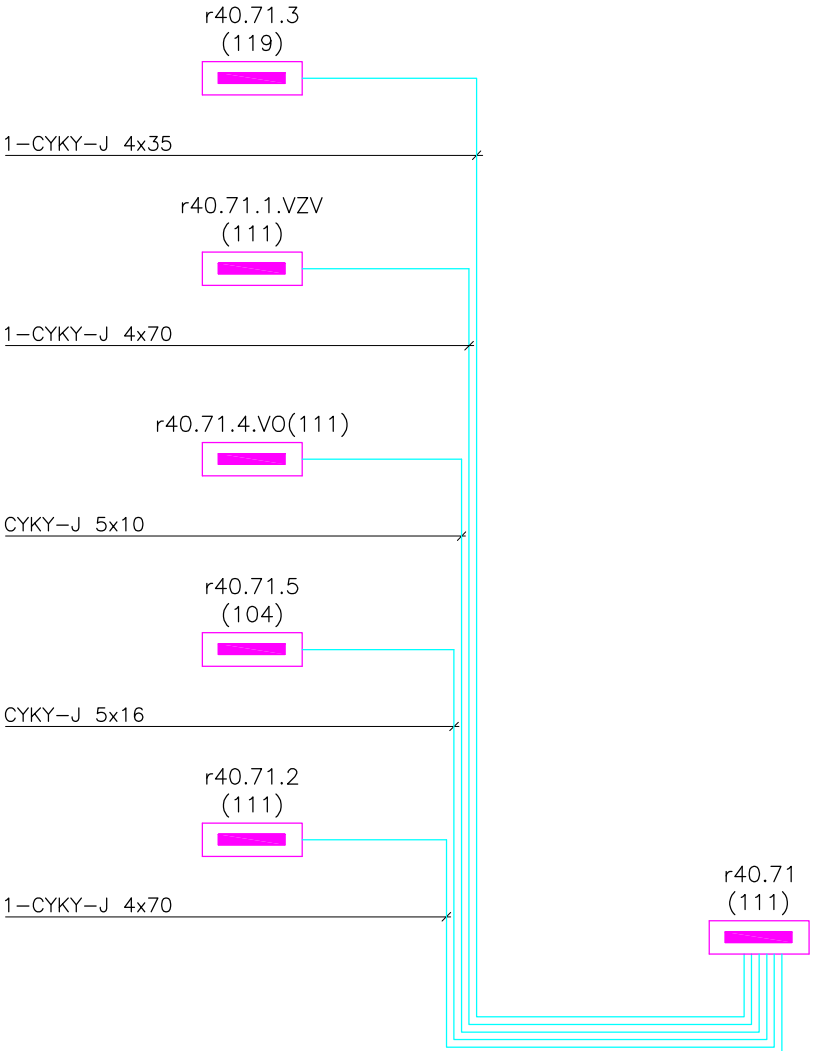 r40.71.3
(119)
1-CYKY-J 4x35
r40.71.1.VZV
(111)
1-CYKY-J 4x70
r40.71.4.VO(111)
CYKY-J 5x10
r40.71.5
(104)
CYKY-J 5x16
r40.71.2
(111)
1-CYKY-J 4x70
r40.71
(111)